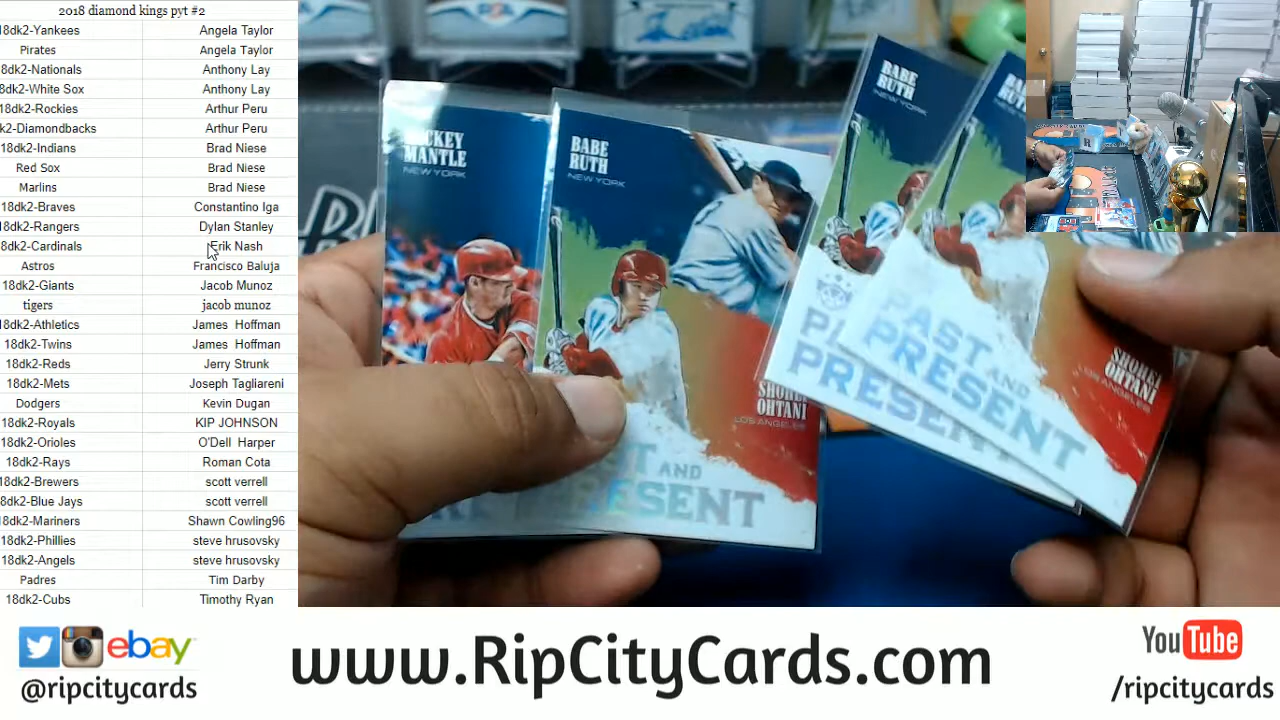 2018 diamond kings pyt #2
18dk2-Yankees Angela Taylor
Pirates Angela Taylor
8dk2-Nationals Anthony Lay
8dk2-White Sox Anthony Lay
18dk2-Rockies Arthur Peru
k2-Diamondbacks Arthur Peru
18dk2-Indians Brad Niese
Red Sox Brad Niese
Marlins Brad Niese
18dk2-Braves Constantino Iga
18dk2-Rangers Dylan Stanley
8dk2-Cardinals Erik Nash
Astros Francisco Baluja
18dk2-Giants Jacob Munoz
tigers jacob munoz
18dk2-Athletics James Hoffman
18dk2-Twins James Hoffman
18dk2-Reds Jerry Strunk
18dk2-Mets Joseph Tagliareni
Dodgers Kevin Dugan
18dk2-Royals KIP JOHNSON
18dk2-Orioles O'Dell Harper
18dk2-Rays Roman Cota
18dk2-Brewers scott verrell
8dk2-Blue Jays scott verrell
18dk2-Mariners Shawn Cowling96
18dk2-Phillies steve hrusovsky
18dk2-Angels steve hrusovsky
Padres Tim Darby
18dk2-Cubs Timothy Ryan
MICKEY
MANTLE
NEW YORK
BABE
RUTH
NEW YORK
SHOHEI
OHTANI
LOS ANGELES
AND
PRESENT
BABE
RUTH
NEW YORK
PRESENT
BABE
RUTH
PAST AND
PRESENT
SHOHEI
OHTANI
LOS ANGELES
ebay
@ripcitycards
www.RipCityCards.com
YouTube
/ripcitycards